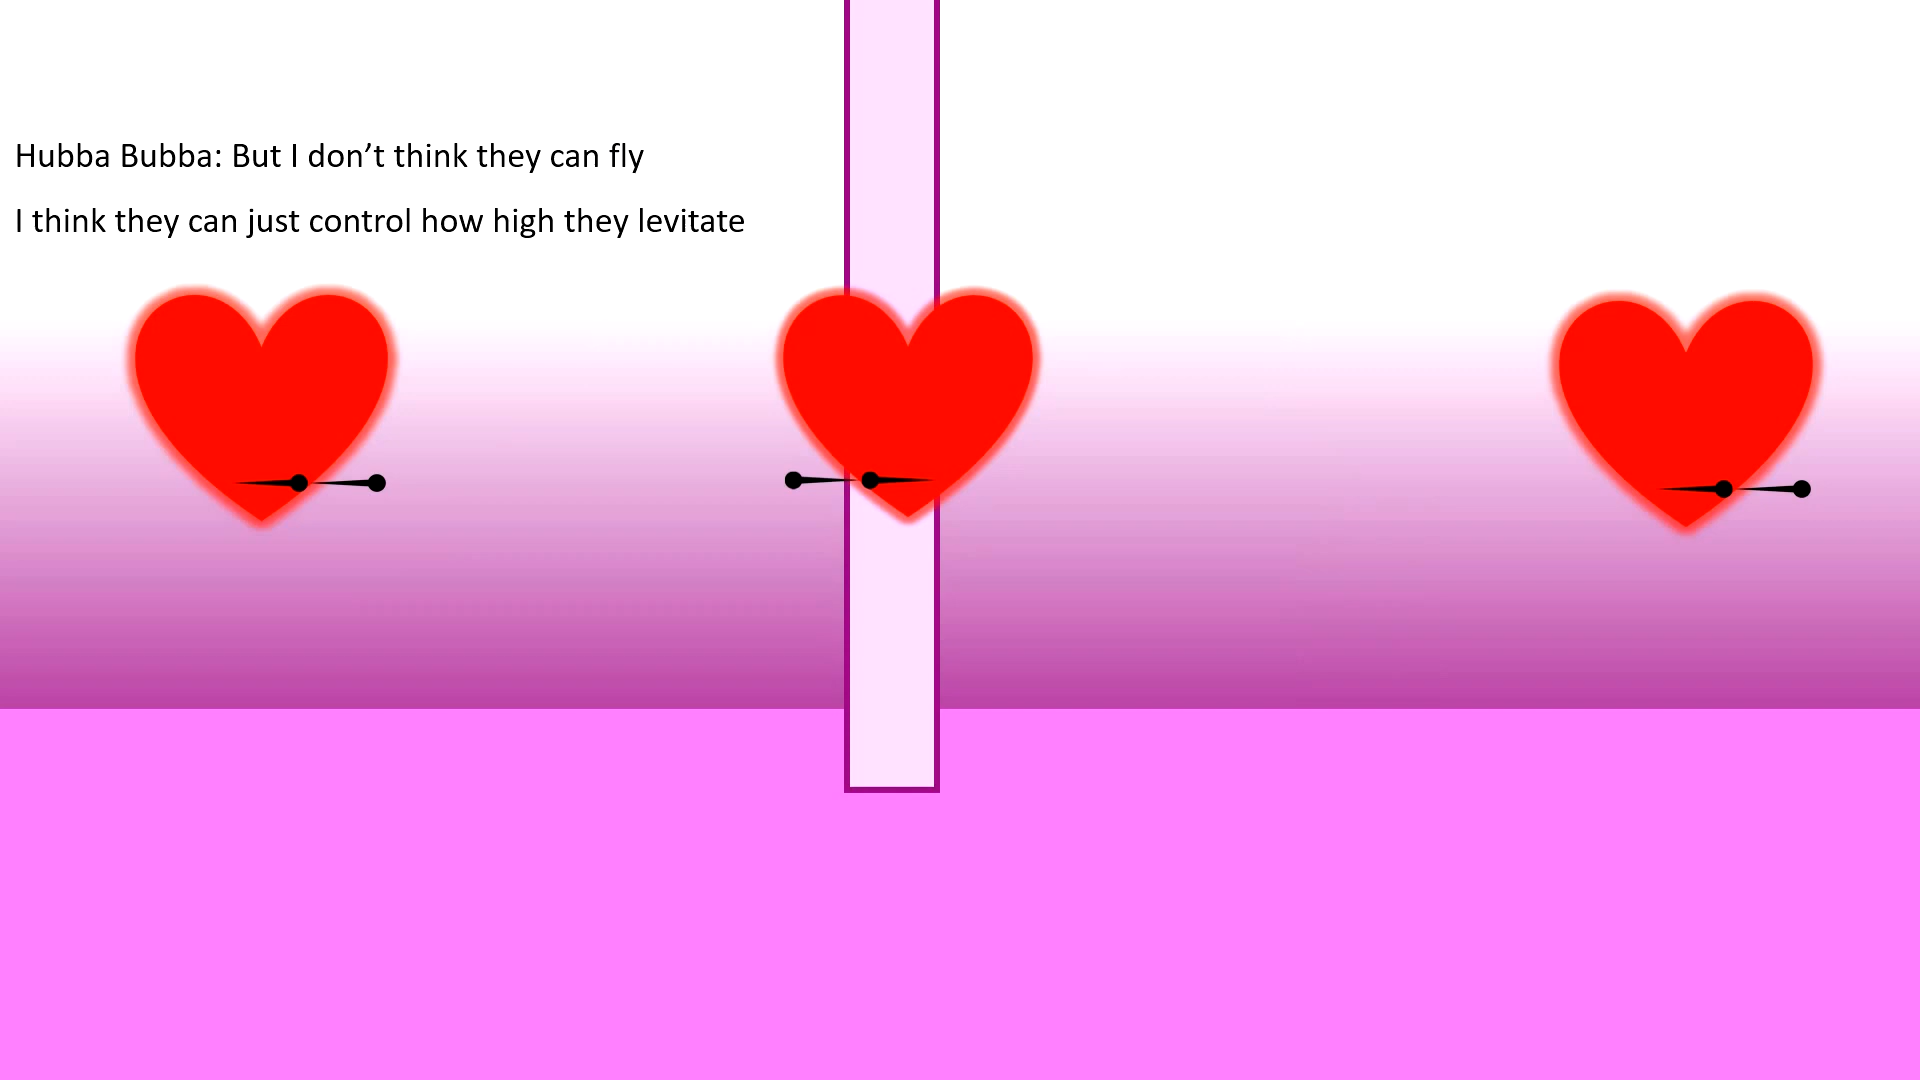 Hubba Bubba: But I don’t think they can fly
I think they can just control how high they levitate